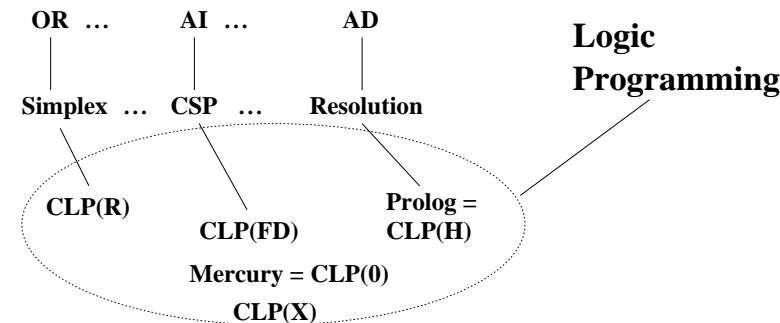 OR … AI … AD
Logic
Programming
Simplex … CSP … Resolution
CLP(R)
CLP(FD)
Prolog =
CLP(H)
Mercury = CLP(0)
CLP(X)